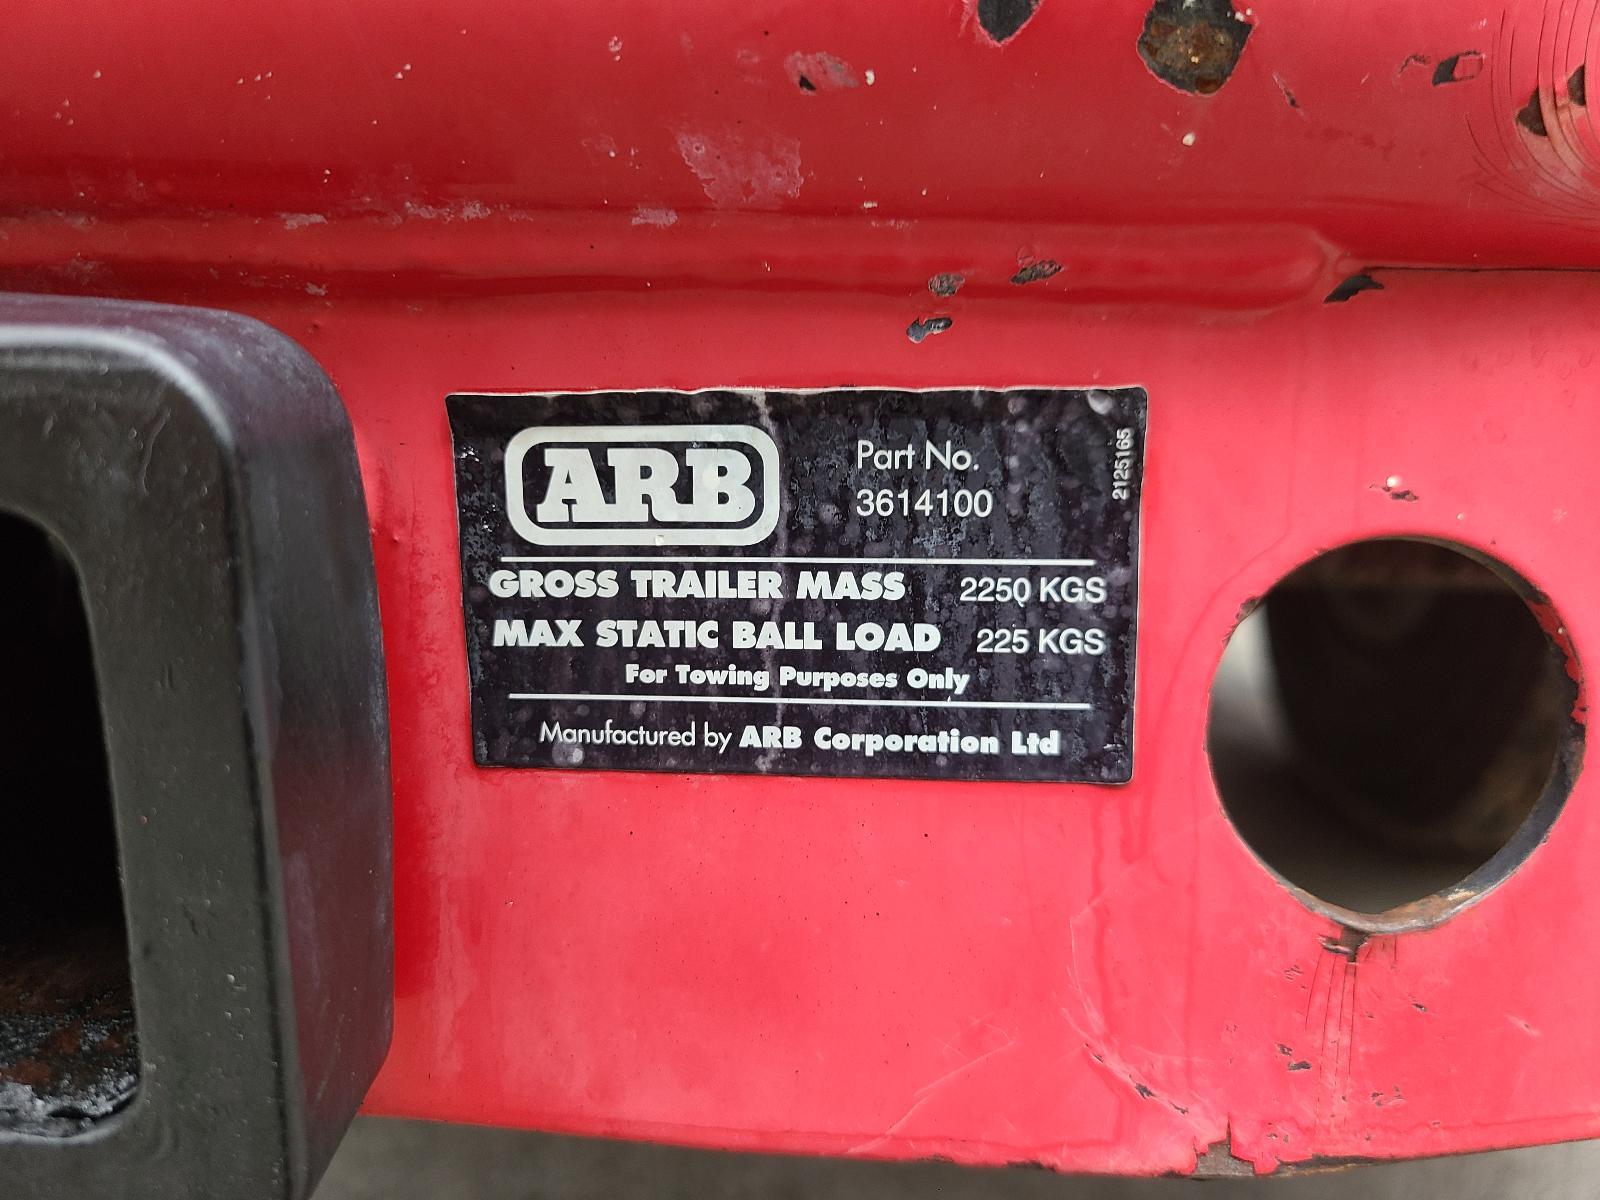 ARB
Part No.
3614100
2125165
GROSS TRAILER MASS 2250 KGS
MAX STATIC BALL LOAD 225 KGS
For Towing Purposes Only
Manufactured by ARB Corporation Ltd